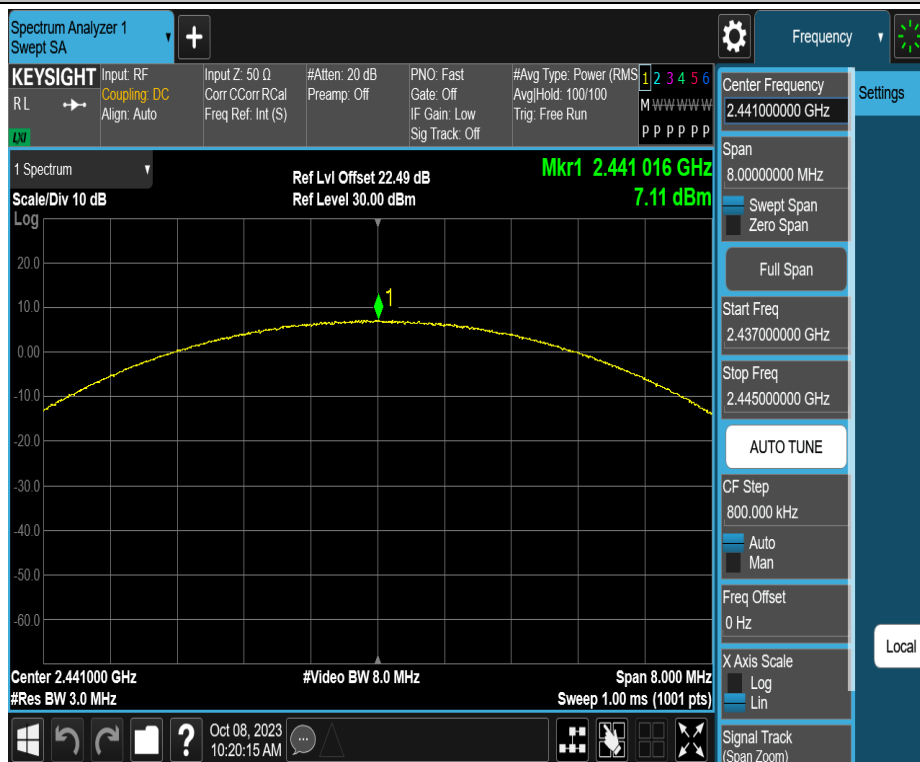 Spectrum Analyzer 1
Swept SA
+
Frequency
KEYSIGHT
RL
LXI
Input: RF
Coupling: DC
Align: Auto
Input Z: 50 Ω
Corr CCorr RCal
Freq Ref: Int (S)
#Atten: 20 dB
Preamp: Off
PNO: Fast
Gate: Off
IF Gain: Low
Sig Track: Off
#Avg Type: Power (RMS
Avg|Hold: 100/100
Trig: Free Run
1 2 3 4 5 6
M W W W W W
P P P P P P
1 Spectrum
Scale/Div 10 dB
Log
Ref Lvl Offset 22.49 dB
Ref Level 30.00 dBm
Mkr1 2.441 016 GHz
7.11 dBm
20.0
10.0
0.00
-10.0
-20.0
-30.0
-40.0
-50.0
-60.0
1
Center 2.441000 GHz
#Video BW 8.0 MHz
Span 8.000 MHz
#Res BW 3.0 MHz
Sweep 1.00 ms (1001 pts)
?
Oct 08, 2023
10:20:15 AM
Center Frequency
2.441000000 GHz
Span
8.00000000 MHz
Swept Span
Zero Span
Full Span
Start Freq
2.437000000 GHz
Stop Freq
2.445000000 GHz
AUTO TUNE
CF Step
800.000 kHz
Auto
Man
Freq Offset
0 Hz
X Axis Scale
Log
Lin
Signal Track
(Span Zoom)
Settings
Local